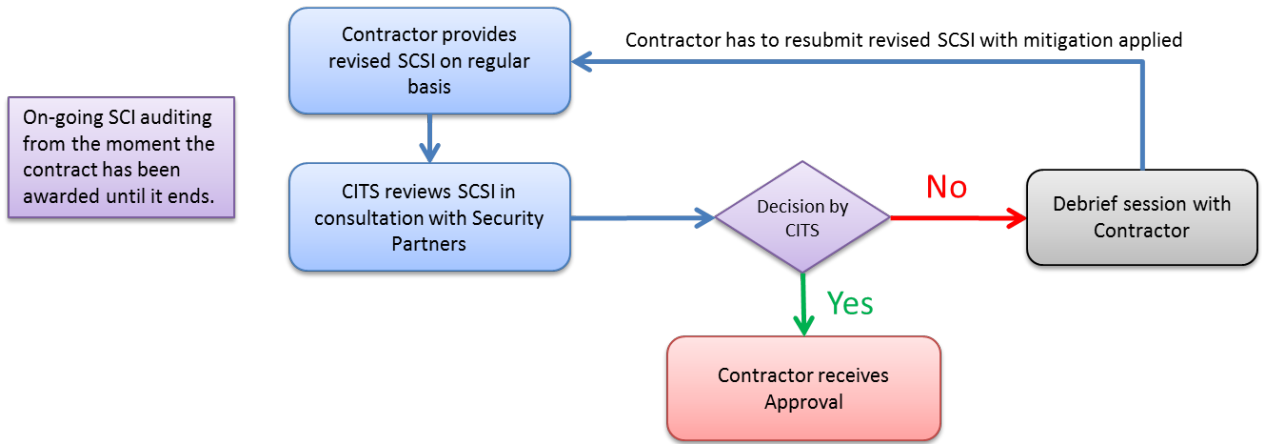 Contractor provides
revised SCSI on regular
basis
Contractor has to resubmit revised SCSI with mitigation applied
On-going SCI auditing
from the moment the
contract has been
awarded until it ends.
CITS reviews SCSI in
consultation with Security
Partners
Decision by
CITS
No
Debrief session with
Contractor
Yes
Contractor receives
Approval